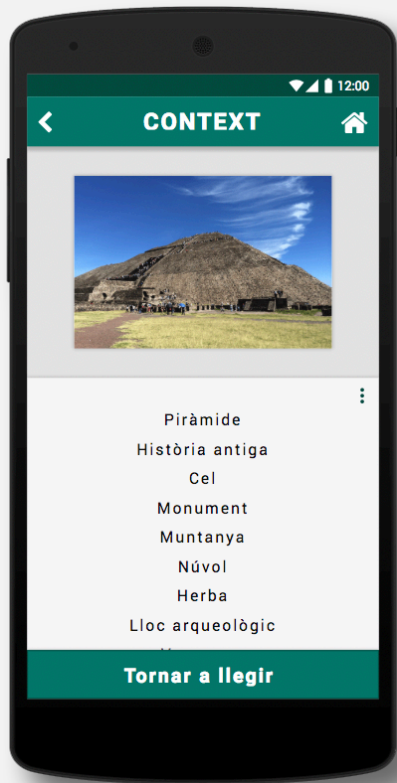 12:00
CONTEXT
Piràmide
Història antiga
Cel
Monument
Muntanya
Núvol
Herba
Lloc arqueològic
Tornar a llegir